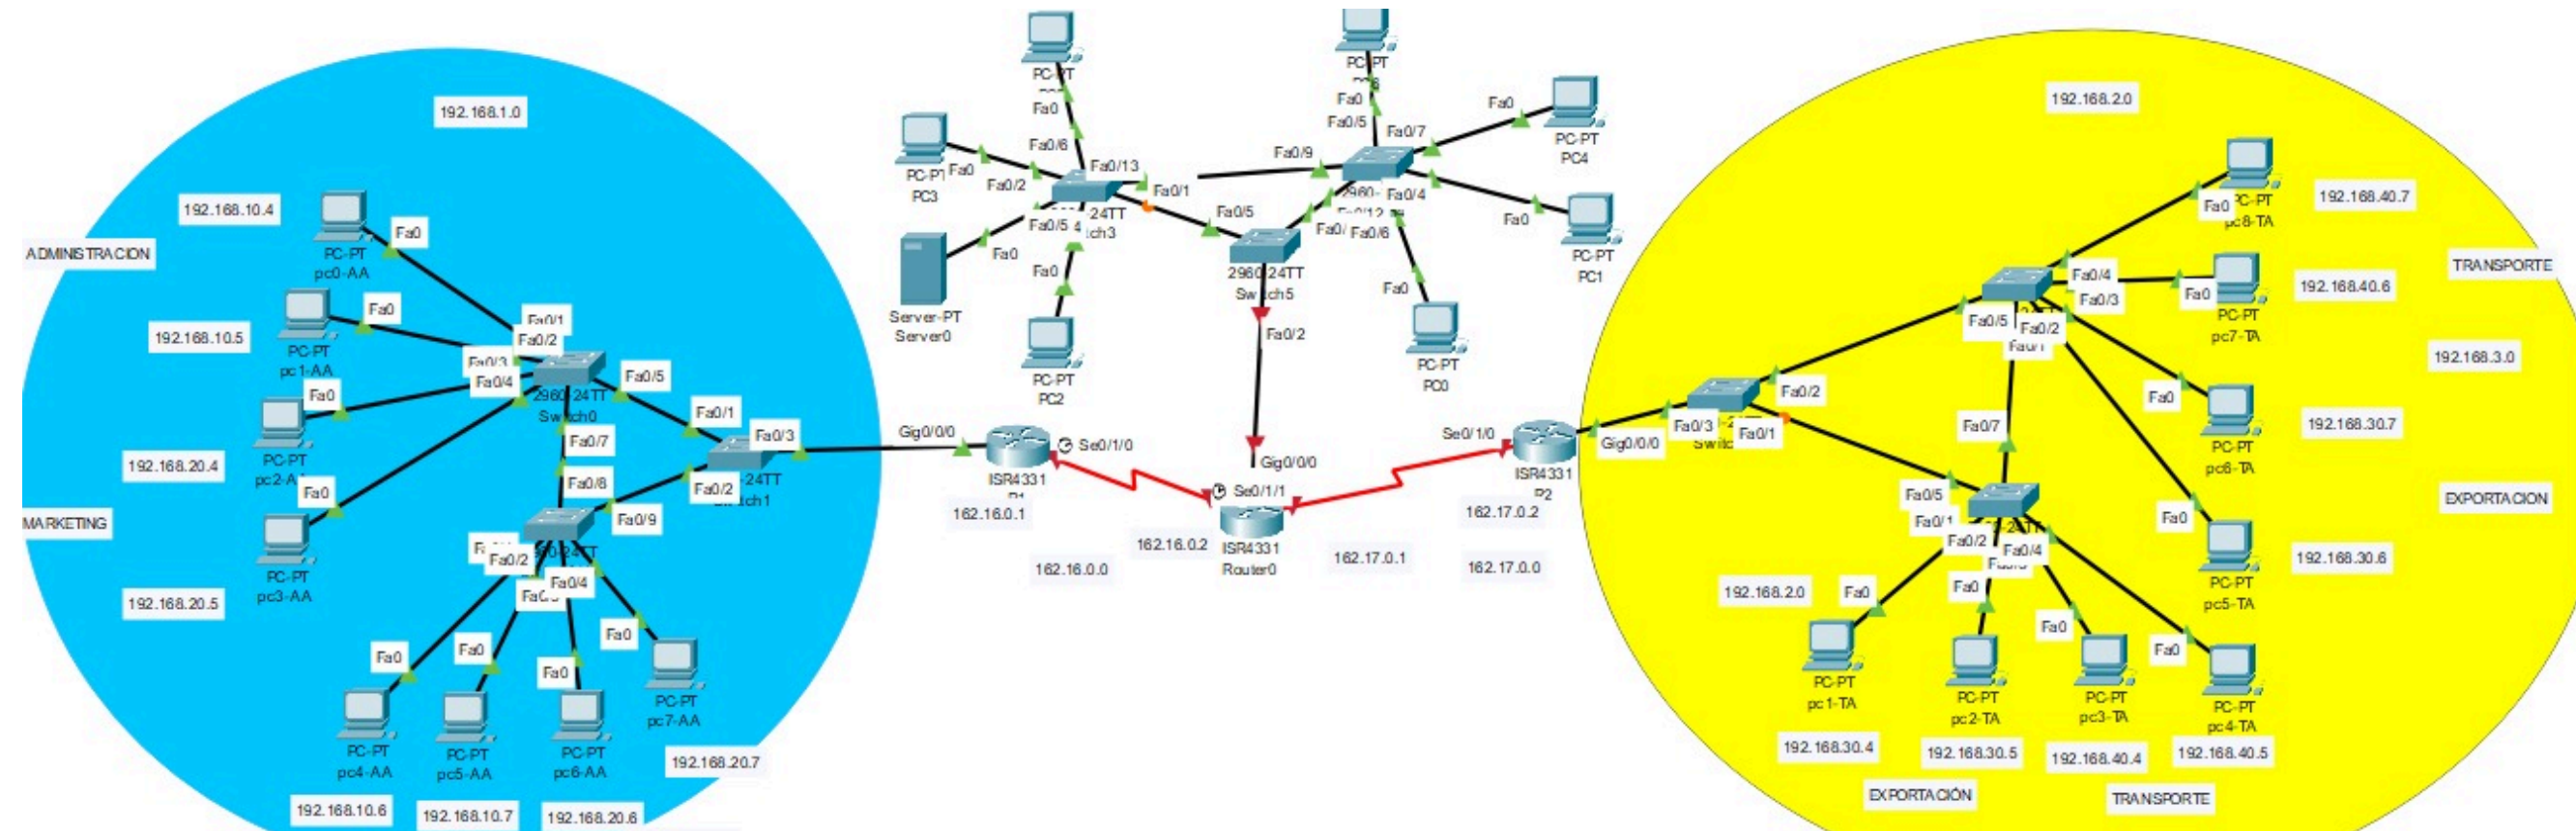 192.168.1.0
192.168.10.4
ADMINISTRACION
Fa0
PC-PT
pc0-AA
192.168.10.5
Fa0
PC-PT
pc1-AA
Fa0/1
Fa0/2
Fa0/3
Fa0/4
Fa0/5
2960-24TT
Switch0
Fa0
192.168.20.4
PC-PT
Fa0
MARKETING
192.168.20.5
PC-PT
pc3-AA
Fa0/7
Fa0/8
Fa0/1
Fa0/3
Fa0/2
Fa0/9
Fa0/2
Fa0/4
Fa0
Fa0
Fa0
Fa0
PC-PT
pc4-AA
PC-PT
pc5-AA
PC-PT
pc6-AA
PC-PT
pc7-AA
192.168.10.6
192.168.10.7
192.168.20.6
192.168.20.7
PC-PT
Fa0
Fa0/6
Fa0/13
PC-PT
PC3
Fa0
Fa0/2
Fa0/1
Fa0/5
Fa0
Server-PT
Server0
Fa0
PC-PT
PC2
Fa0/5
2960-24TT
Switch5
Fa0/2
PC-PT
Fa0
Fa0/5
Fa0/7
Fa0/9
Fa0
PC-PT
PC4
Fa0/4
Fa0/6
Fa0
PC-PT
PC1
Fa0
PC-PT
PC0
Gig0/0/0
Se0/1/0
ISR4331
162.16.0.1
162.16.0.0
162.16.0.2
Gig0/0/0
Se0/1/1
ISR4331
Router0
162.17.0.1
Se0/1/0
ISR4331
162.17.0.2
162.17.0.0
Gig0/0/0
192.168.2.0
Fa0/3
Fa0/1
Fa0/2
Fa0
pc8-TA
192.168.40.7
TRANSPORTE
Fa0/4
Fa0/3
Fa0/5
Fa0/2
Fa0/1
Fa0
PC-PT
pc7-TA
192.168.40.6
192.168.3.0
Fa0
PC-PT
pc6-TA
192.168.30.7
EXPORTACION
Fa0
PC-PT
pc5-TA
192.168.30.6
Fa0/7
Fa0/5
Fa0/1
Fa0/2
Fa0/4
192.168.2.0
Fa0
Fa0
Fa0
Fa0
PC-PT
pc1-TA
PC-PT
pc2-TA
PC-PT
pc3-TA
PC-PT
pc4-TA
192.168.30.4
192.168.30.5
192.168.40.4
192.168.40.5
EXPORTACIÓN
TRANSPORTE